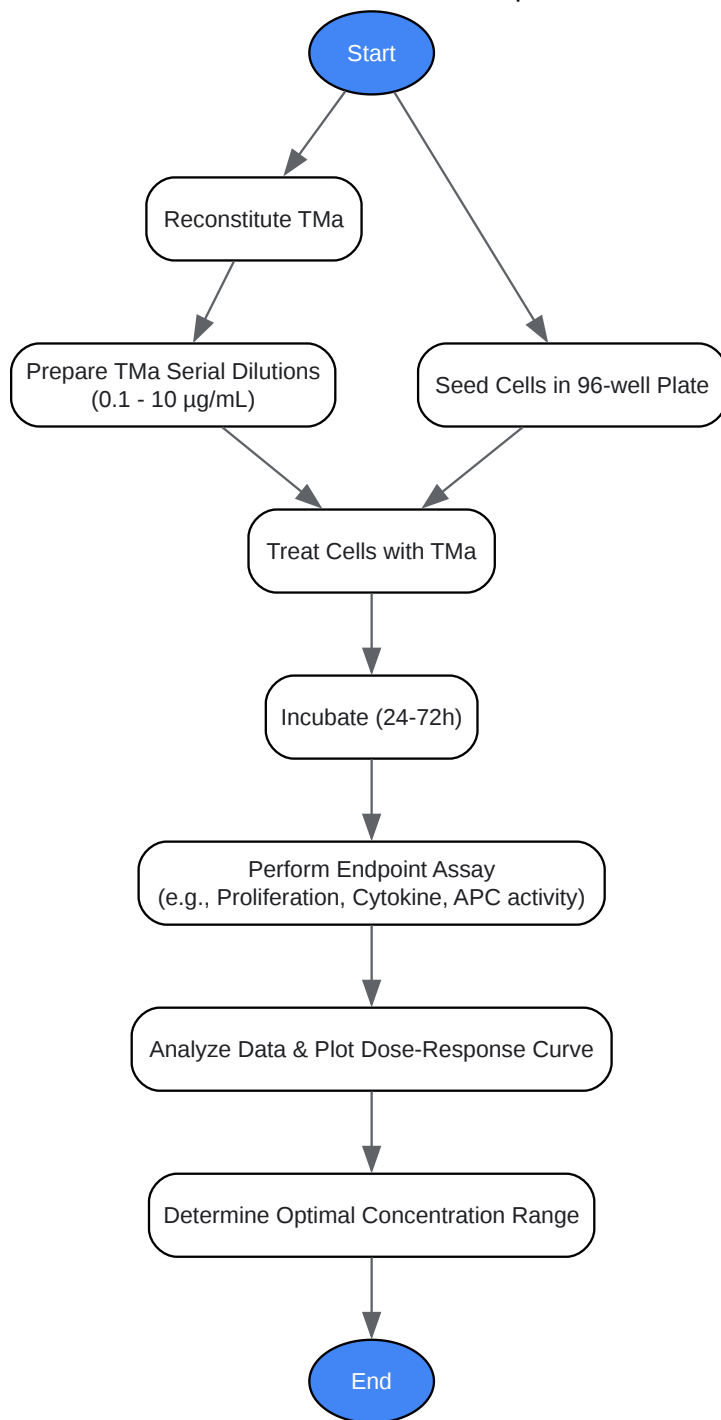 Start
Reconstitute TMa
Prepare TMa Serial Dilutions
(0.1 - 10 µg/mL)
Seed Cells in 96-well Plate
Treat Cells with TMa
Incubate (24-72h)
Perform Endpoint Assay
(e.g., Proliferation, Cytokine, APC activity)
Analyze Data & Plot Dose-Response Curve
Determine Optimal Concentration Range
End